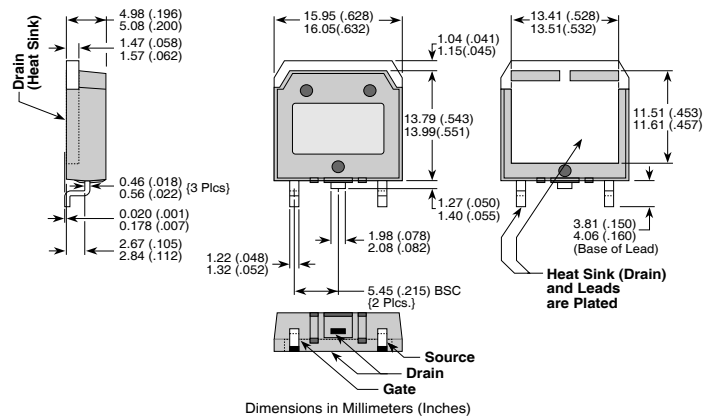 Drain
(Heat Sink)
4.98 (.196)
5.08 (.200)
1.47 (.058)
1.57 (.062)
0.46 (.018)
0.56 (.022) {3 Plcs}
0.020 (.001)
0.178 (.007)
2.67 (.105)
2.84 (.112)
15.95 (.628)
16.05(.632)
1.04 (.041)
1.15(.045)
13.79 (.543)
13.99(.551)
1.27 (.050)
1.40 (.055)
1.98 (.078)
2.08 (.082)
1.22 (.048)
1.32 (.052)
5.45 (.215) BSC
{2 Plcs.}
13.41 (.528)
13.51(.532)
11.51 (.453)
11.61 (.457)
3.81 (.150)
4.06 (.160)
(Base of Lead)
Heat Sink (Drain)
and Leads
are Plated
Source
Drain
Gate
Dimensions in Millimeters (Inches)